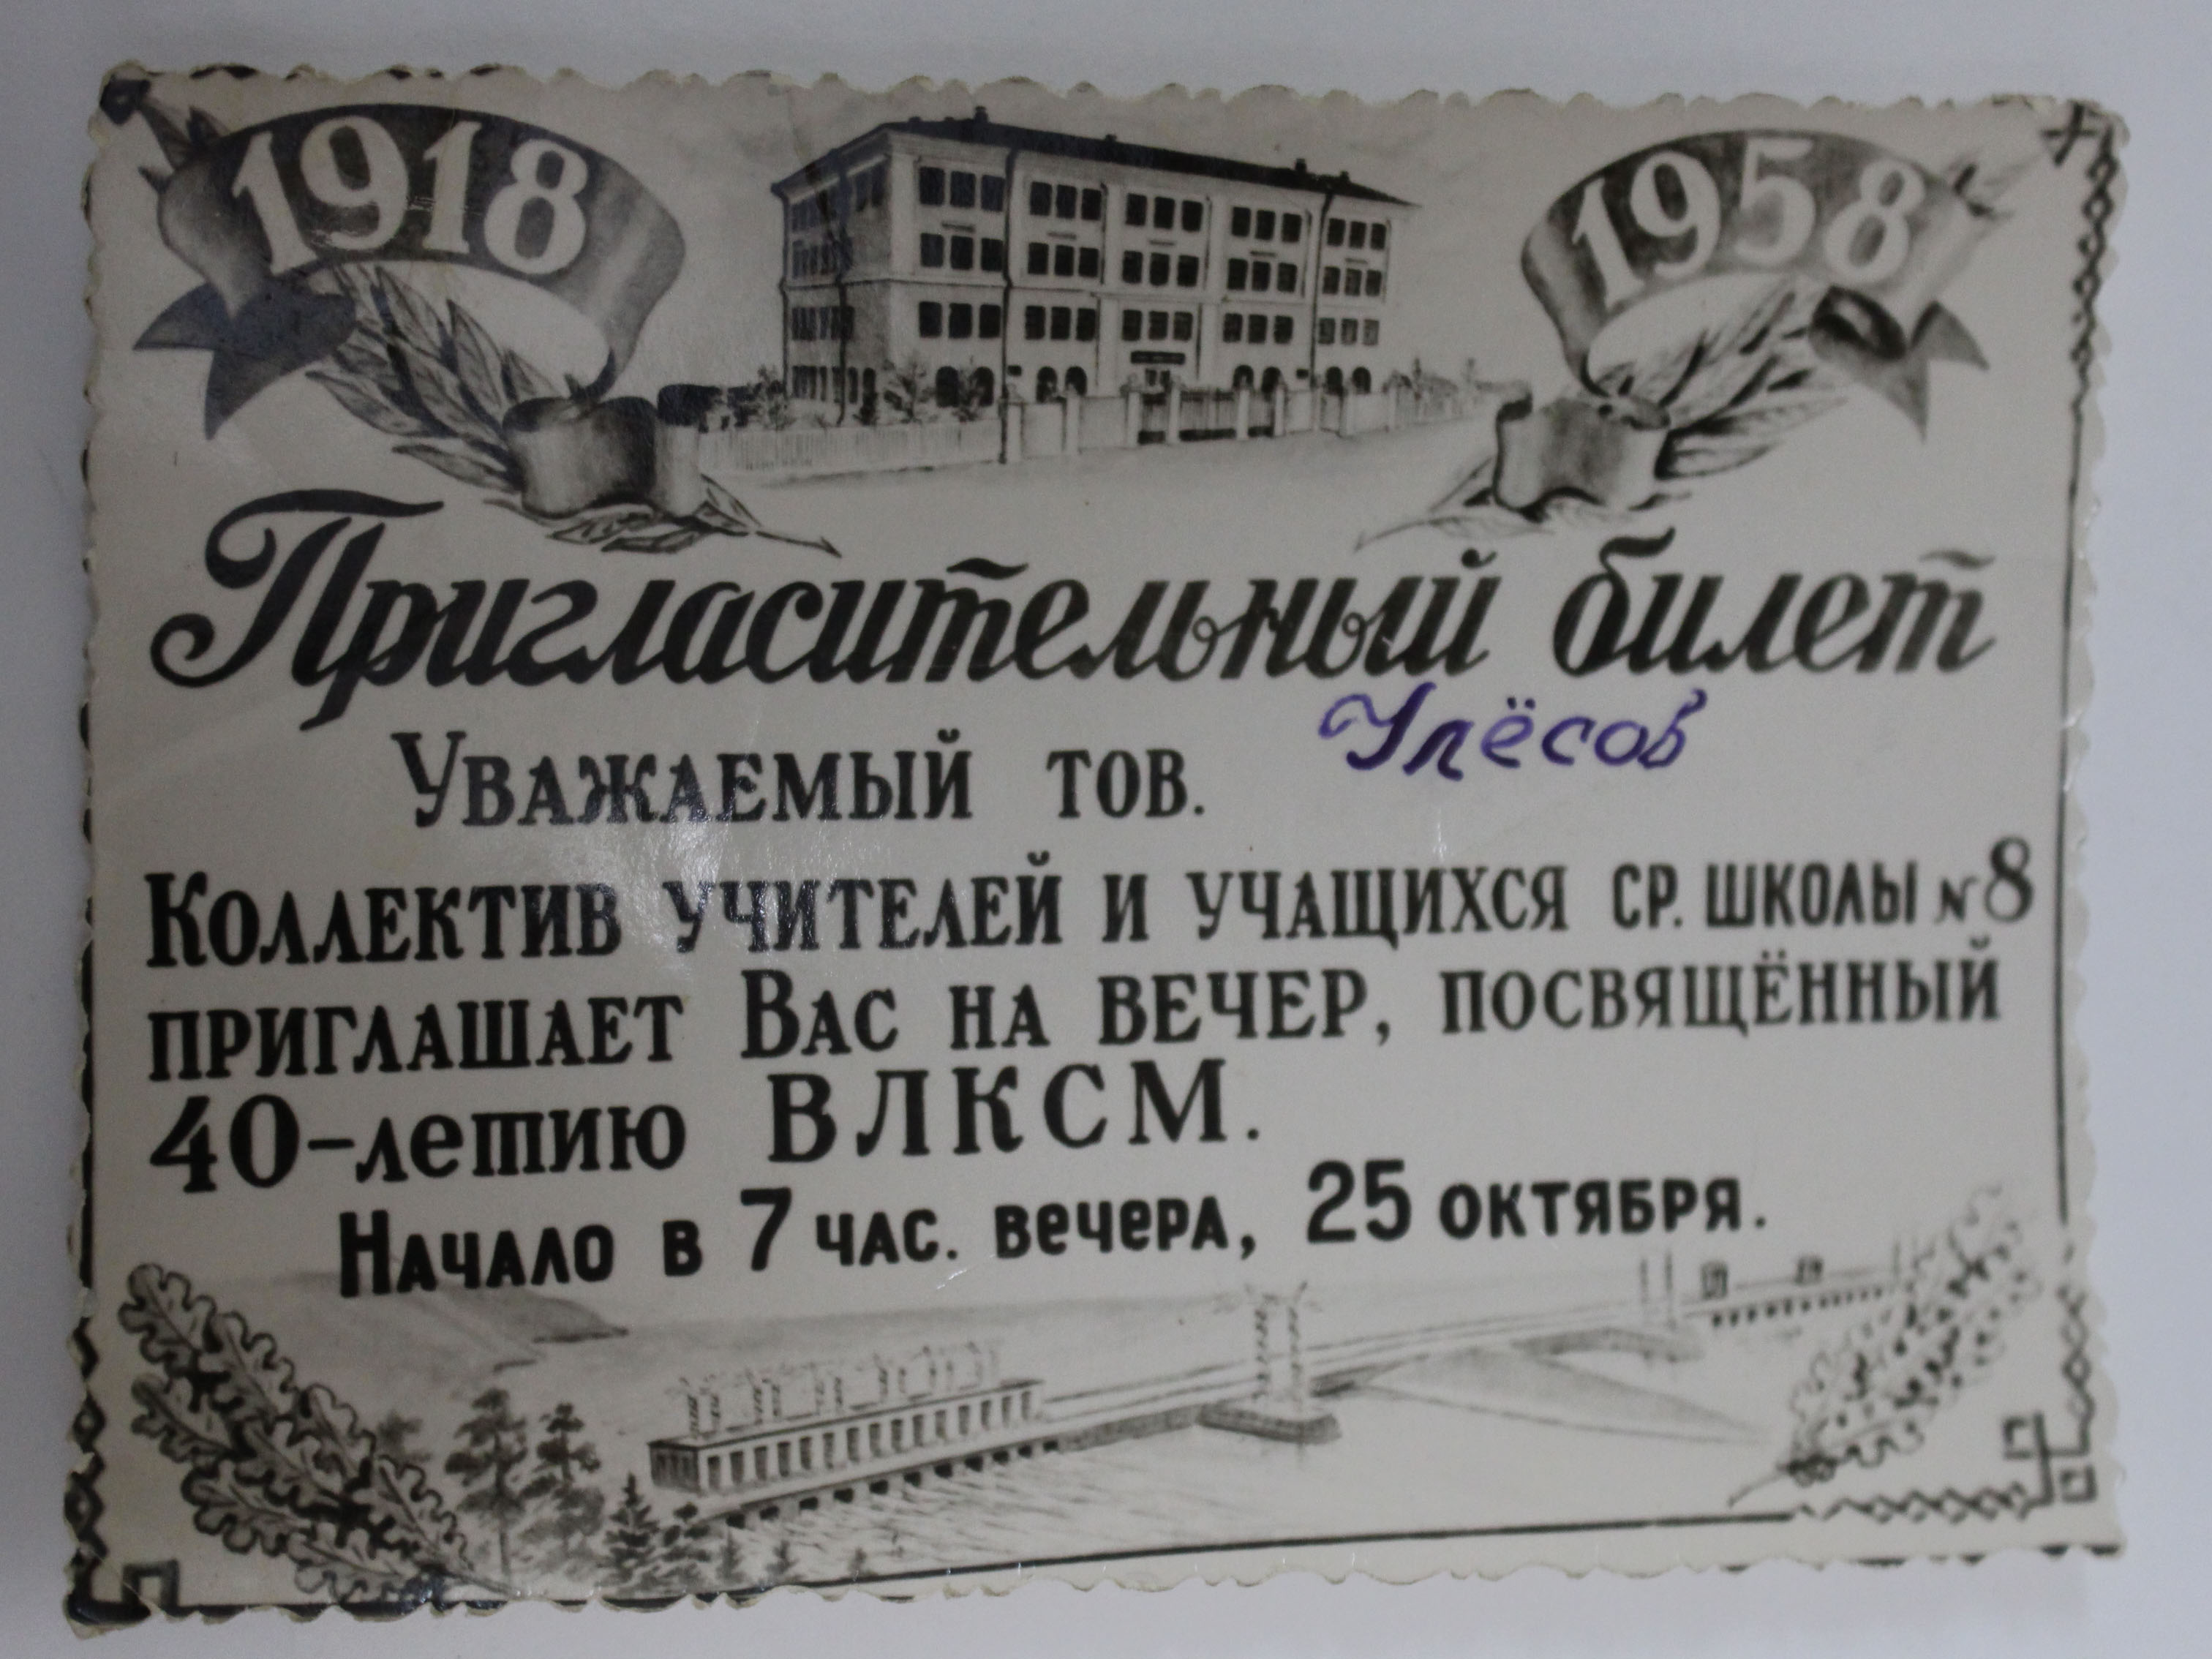 1918 1958
Пригласительный билет
Уважаемый тов. Улёсов
Коллектив учителей и учащихся ср. школы N 8
приглашает Вас на вечер, посвящённый
40-летию ВЛКСМ.
Начало в 7 час. вечера, 25 октября.